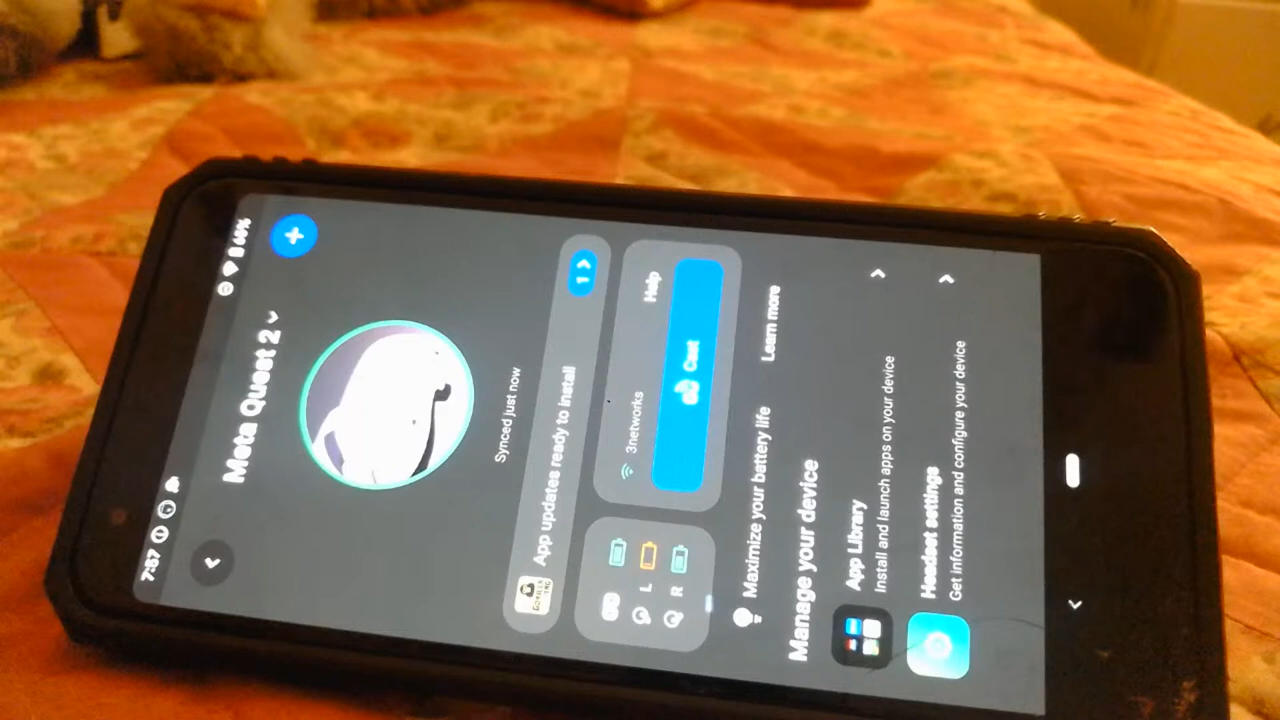 7:57
66%
Meta Quest 2
Synced just now
GORILLA TAG
App updates ready to install
1
L
R
3networks
Help
Cast
Maximize your battery life
Learn more
Manage your device
App Library
Install and launch apps on your device
Headset settings
Get information and configure your device